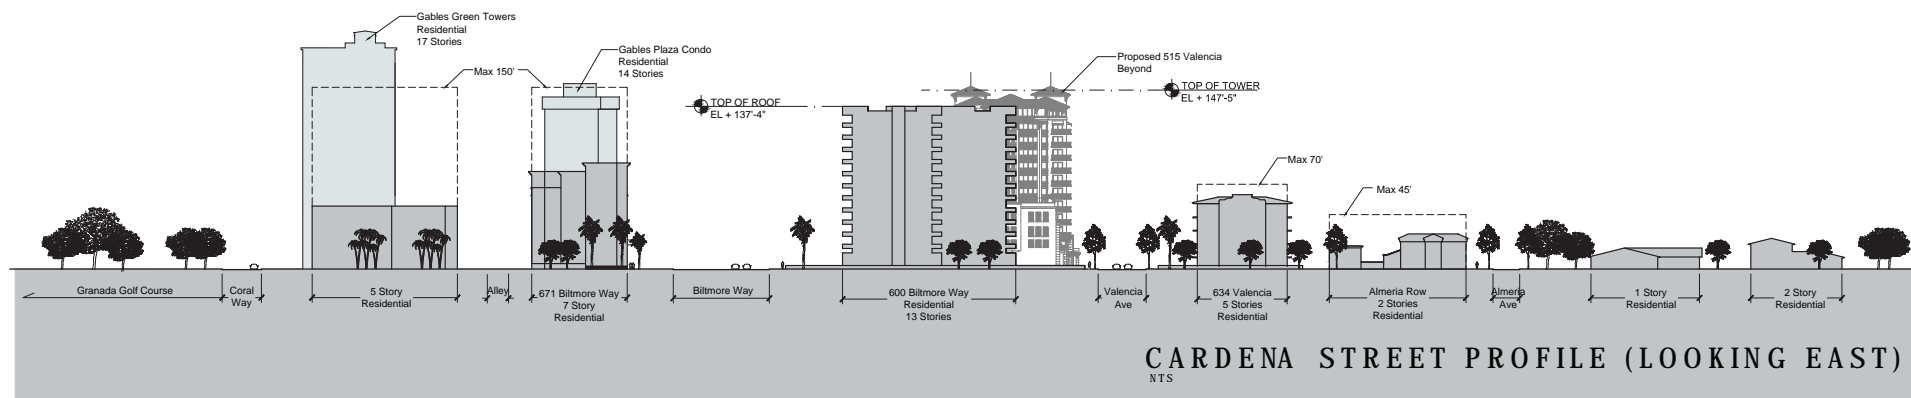 Gables Green Towers
Residential
17 Stories
Max 150'
Gables Plaza Condo
Residential
14 Stories
TOP OF ROOF
EL + 137'-4"
Proposed 515 Valencia
Beyond
TOP OF TOWER
EL + 147'-5"
Max 70'
Max 45'
Granada Golf Course
Coral
Way
5 Story
Residential
Alley
671 Biltmore Way
7 Story
Residential
Biltmore Way
600 Biltmore Way
Residential
13 Stories
Valencia
Ave
634 Valencia
5 Stories
Residential
Almeria Row
2 Stories
Residential
Almeria
Ave
1 Story
Residential
2 Story
Residential
CARDENA STREET PROFILE (LOOKING EAST)
NTS